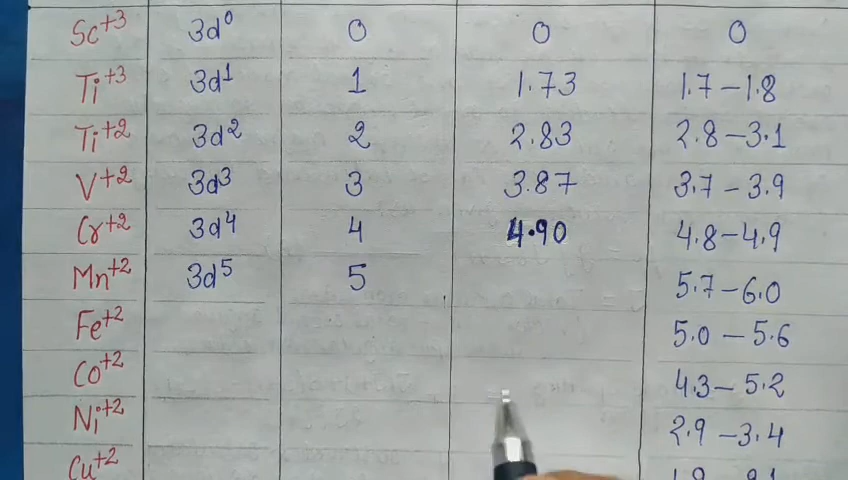 Sc+3 3d0 0 0 0
Ti+3 3d1 1 1.73 1.7-1.8
Ti+2 3d2 2 2.83 2.8-3.1
V+2 3d3 3 3.87 3.7-3.9
Cr+2 3d4 4 4.90 4.8-4.9
Mn+2 3d5 5 5.7-6.0
Fe+2 5.0-5.6
Co+2 4.3-5.2
Ni+2 2.9-3.4
Cu+2